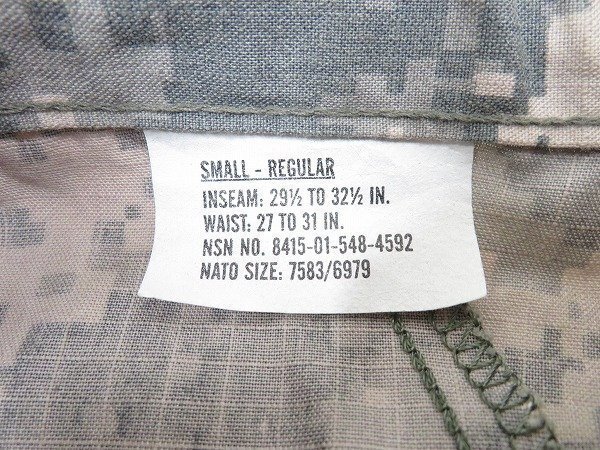 SMALL - REGULAR
INSEAM: 29½ TO 32½ IN.
WAIST: 27 TO 31 IN.
NSN NO. 8415-01-548-4592
NATO SIZE: 7583/6979